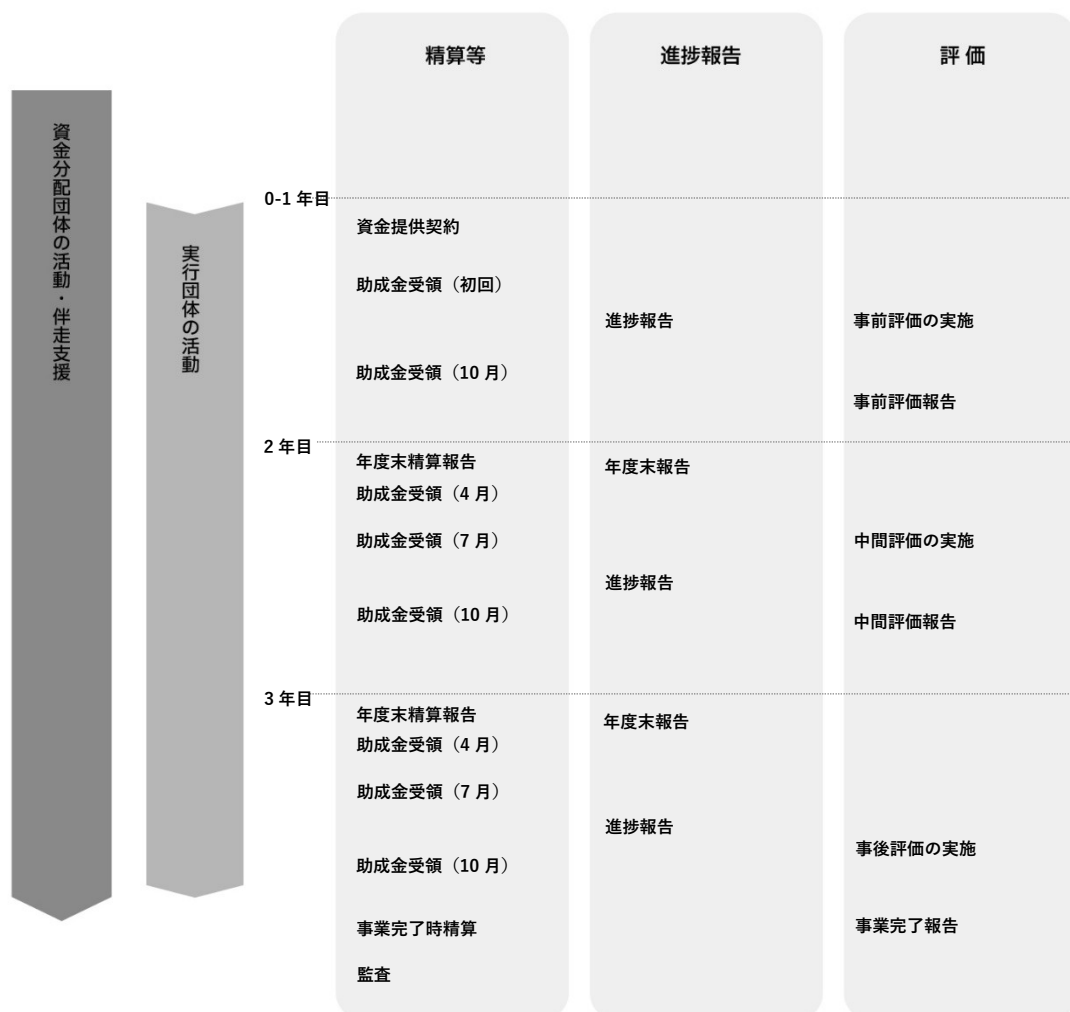 精算等
進捗報告
評 価
資金分配団体の活動・伴走支援
実行団体の活動
0-1 年目
資金提供契約
助成金受領（初回）
進捗報告
事前評価の実施
助成金受領（10 月）
事前評価報告
2 年目
年度末精算報告
年度末報告
助成金受領（4 月）
助成金受領（7 月）
中間評価の実施
進捗報告
助成金受領（10 月）
中間評価報告
3 年目
年度末精算報告
年度末報告
助成金受領（4 月）
助成金受領（7 月）
進捗報告
事後評価の実施
助成金受領（10 月）
事業完了時精算
事業完了報告
監査